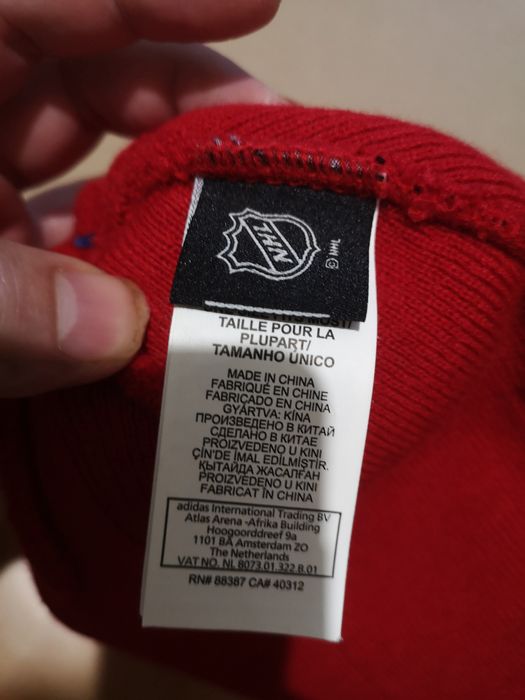 NHL
© NHL
TAILLE POUR LA
PLUPART/
TAMANHO ÚNICO
MADE IN CHINA
FABRIQUÉ EN CHINE
FABRICADO EN CHINA
GYÁRTVA: KÍNA
ПРОИЗВЕДЕНО В КИТАЙ
СДЕЛАНО В КИТАЕ
PROIZVEDENO U KINI
ÇIN'DE İMAL EDİLMİŞTİR.
ҚЫТАЙДА ЖАСАЛҒАН
PROIZVEDENO U KINI
FABRICAT ÎN CHINA
adidas International Trading BV
Atlas Arena -Afrika Building
Hoogoorddreef 9a
1101 BA Amsterdam ZO
The Netherlands
VAT NO. NL 8073.01.322.B.01
RN# 88387 CA# 40312